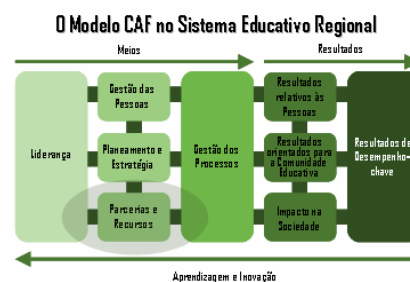 O Modelo CAF no Sistema Educativo Regional
Meios
Resultados
Liderança
Gestão das
Pessoas
Planeamento e
Estratégia
Parcerias e
Recursos
Gestão dos
Processos
Resultados
relativos às
Pessoas
Resultados
orientados para
a Comunidade
Educativa
Impacto na
Sociedade
Resultados de
Desempenho-
chave
Aprendizagem e Inovação